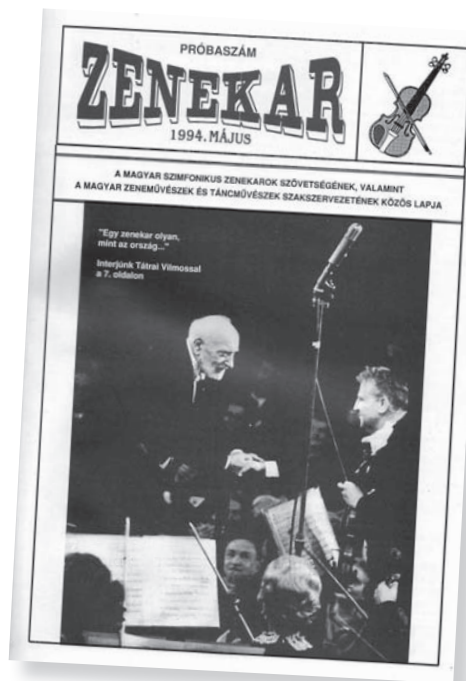 PRÓBASZÁM
ZENEKAR
1994. MÁJUS
A MAGYAR SZIMFONIKUS ZENEKAROK SZÖVETSÉGÉNEK, VALAMINT
A MAGYAR ZENEMŰVÉSZEK ÉS TÁNCMŰVÉSZEK SZAKSZERVEZETÉNEK KÖZÖS LAPJA
"Egy zenekar olyan,
mint az ország..."
Interjúnk Tátrai Vilmossal
a 7. oldalon